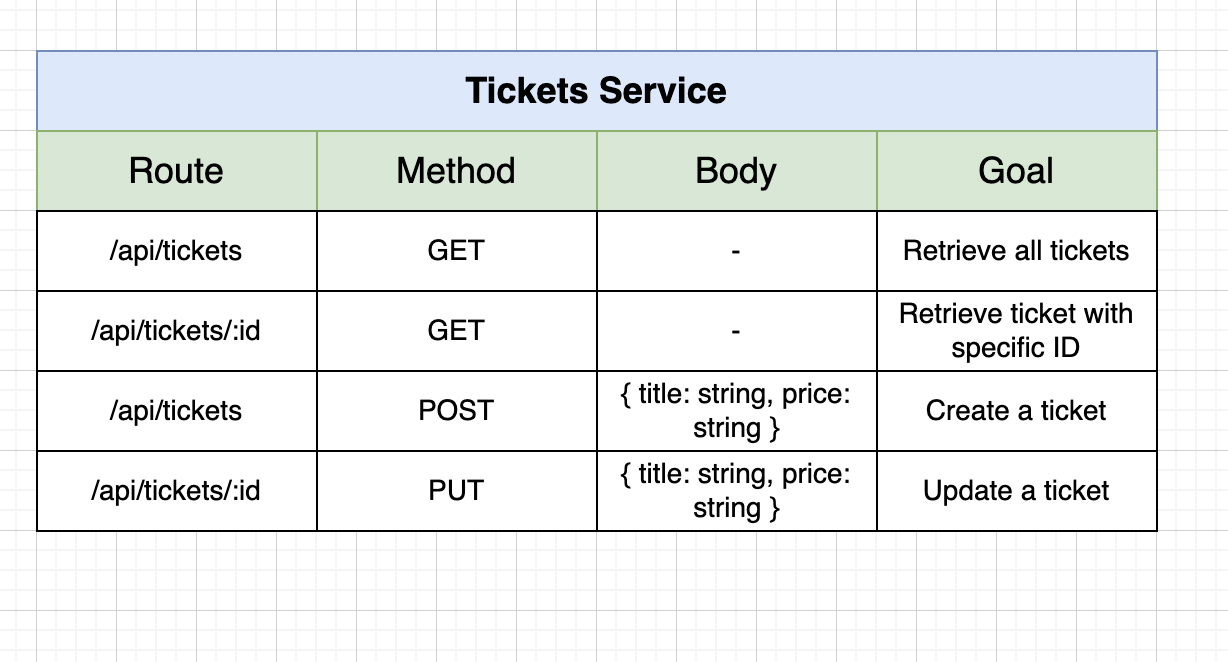 Tickets Service
Route Method Body Goal
/api/tickets GET - Retrieve all tickets
/api/tickets/:id GET - Retrieve ticket with
specific ID
/api/tickets POST { title: string, price:
string } Create a ticket
/api/tickets/:id PUT { title: string, price:
string } Update a ticket